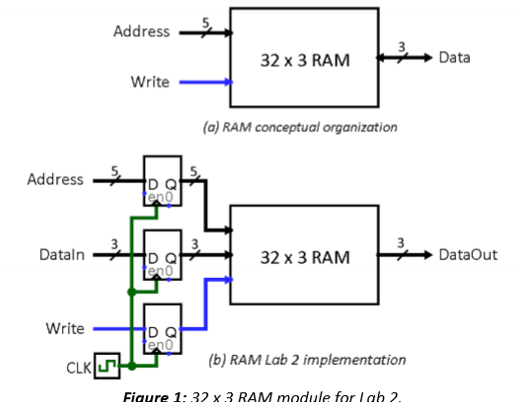 Address
5
32 x 3 RAM
3
Data
Write
(a) RAM conceptual organization
Address
5
D Q
en0
5
DataIn
3
D Q
en0
3
32 x 3 RAM
3
DataOut
Write
D Q
en0
CLK
(b) RAM Lab 2 implementation
Figure 1: 32 x 3 RAM module for Lab 2.